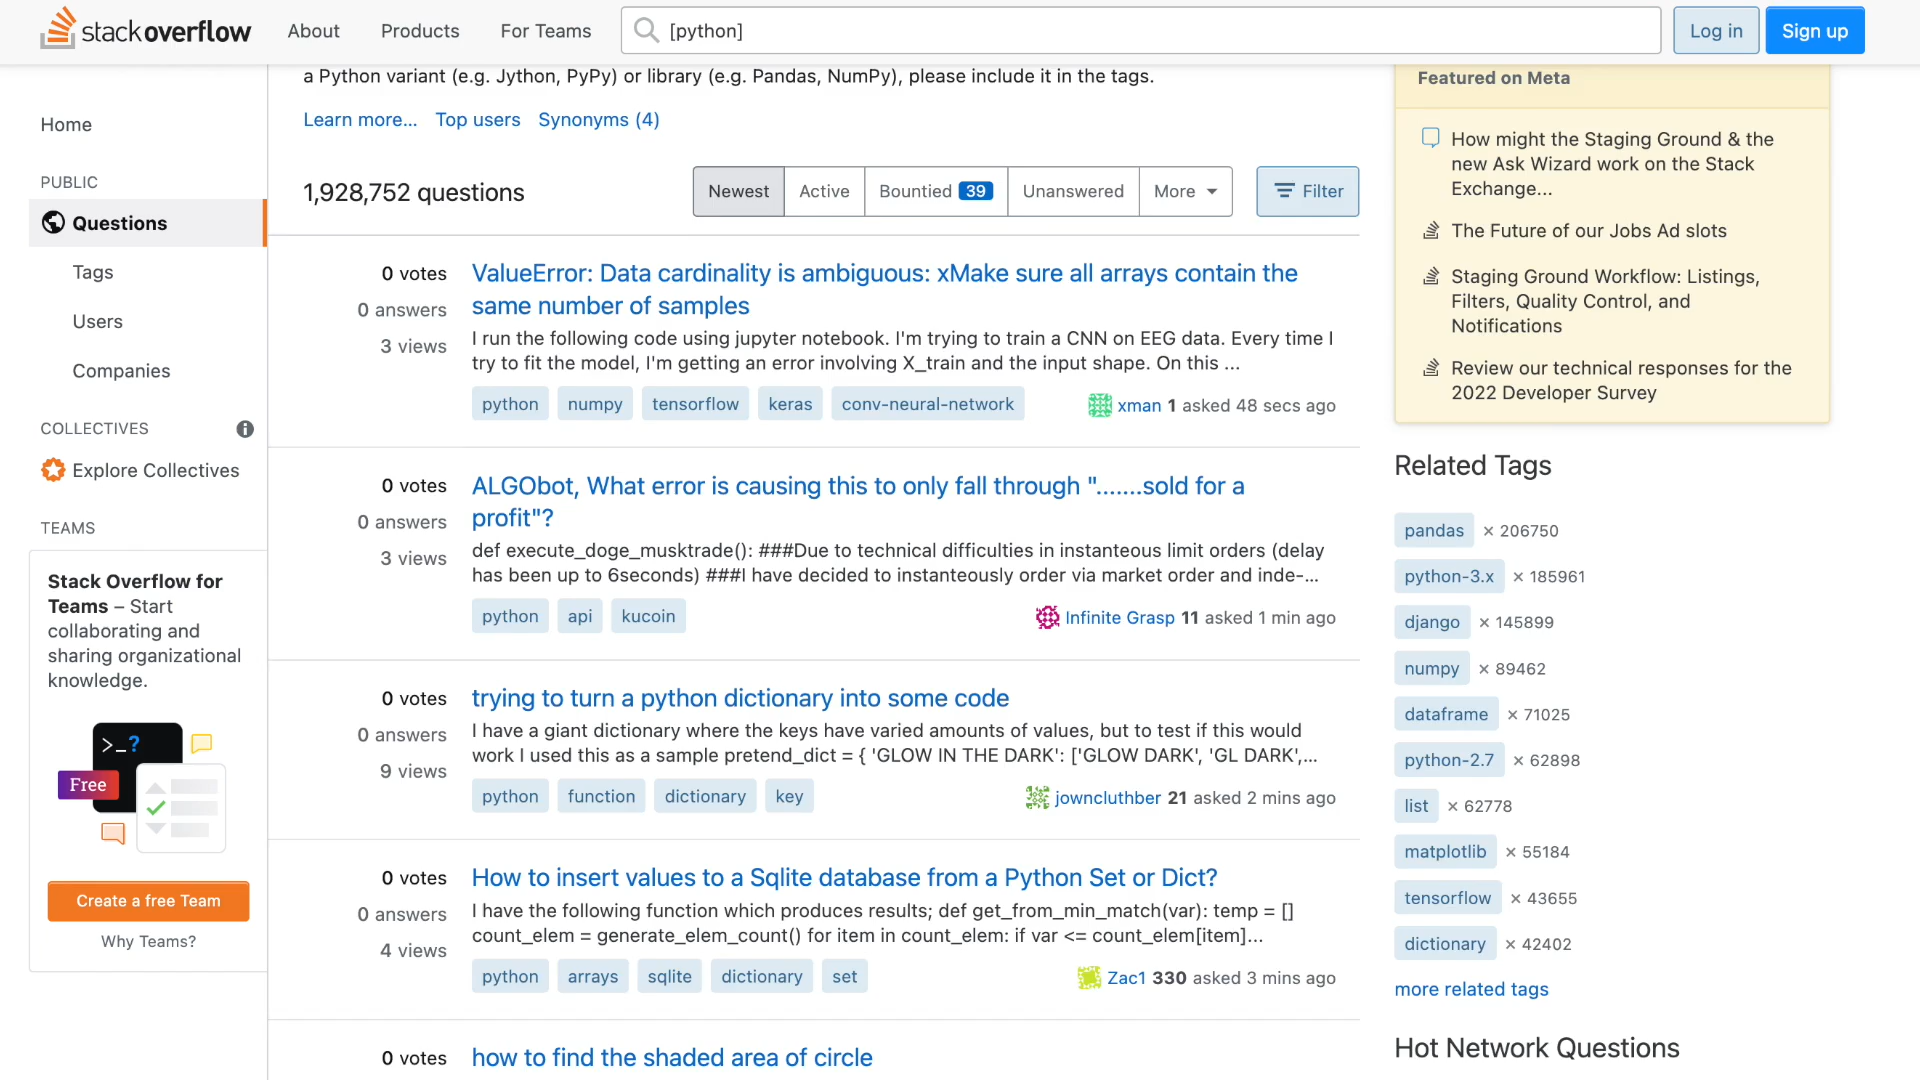 stackoverflow
About
Products
For Teams
[python]
Log in
Sign up
a Python variant (e.g. Jython, PyPy) or library (e.g. Pandas, NumPy), please include it in the tags.
Learn more... Top users Synonyms (4)
Home
PUBLIC
Questions
Tags
Users
Companies
COLLECTIVES
Explore Collectives
TEAMS
Stack Overflow for
Teams – Start
collaborating and
sharing organizational
knowledge.
>_?
Free
Create a free Team
Why Teams?
1,928,752 questions
Newest
Active
Bounted 39
Unanswered
More
Filter
0 votes
0 answers
3 views
ValueError: Data cardinality is ambiguous: xMake sure all arrays contain the
same number of samples
I run the following code using jupyter notebook. I'm trying to train a CNN on EEG data. Every time I
try to fit the model, I'm getting an error involving X_train and the input shape. On this ...
python numpy tensorflow keras conv-neural-network
xman 1 asked 48 secs ago
0 votes
0 answers
3 views
ALGObot, What error is causing this to only fall through ".......sold for a
profit"?
def execute_doge_musktrade(): ###Due to technical difficulties in instanteous limit orders (delay
has been up to 6seconds) ###I have decided to instanteously order via market order and inde-...
python api kucoin
Infinite Grasp 11 asked 1 min ago
0 votes
0 answers
9 views
trying to turn a python dictionary into some code
I have a giant dictionary where the keys have varied amounts of values, but to test if this would
work I used this as a sample pretend_dict = { 'GLOW IN THE DARK': ['GLOW DARK', 'GL DARK',...
python function dictionary key
jowncluthber 21 asked 2 mins ago
0 votes
0 answers
4 views
How to insert values to a Sqlite database from a Python Set or Dict?
I have the following function which produces results; def get_from_min_match(var): temp = []
count_elem = generate_elem_count() for item in count_elem: if var <= count_elem[item]...
python arrays sqlite dictionary set
Zac1 330 asked 3 mins ago
0 votes
how to find the shaded area of circle
Featured on Meta
How might the Staging Ground & the
new Ask Wizard work on the Stack
Exchange...
The Future of our Jobs Ad slots
Staging Ground Workflow: Listings,
Filters, Quality Control, and
Notifications
Review our technical responses for the
2022 Developer Survey
Related Tags
pandas × 206750
python-3.x × 185961
django × 145899
numpy × 89462
dataframe × 71025
python-2.7 × 62898
list × 62778
matplotlib × 55184
tensorflow × 43655
dictionary × 42402
more related tags
Hot Network Questions